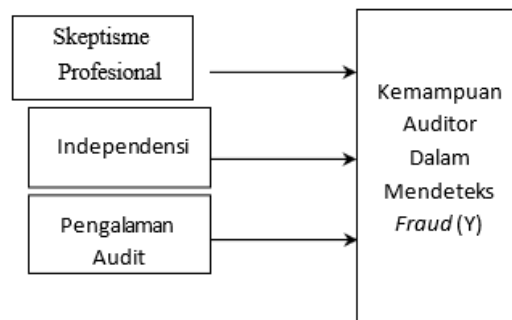 Skeptisme
Profesional
Independensi
Pengalaman
Audit
Kemampuan
Auditor
Dalam
Mendeteks
Fraud (Y)